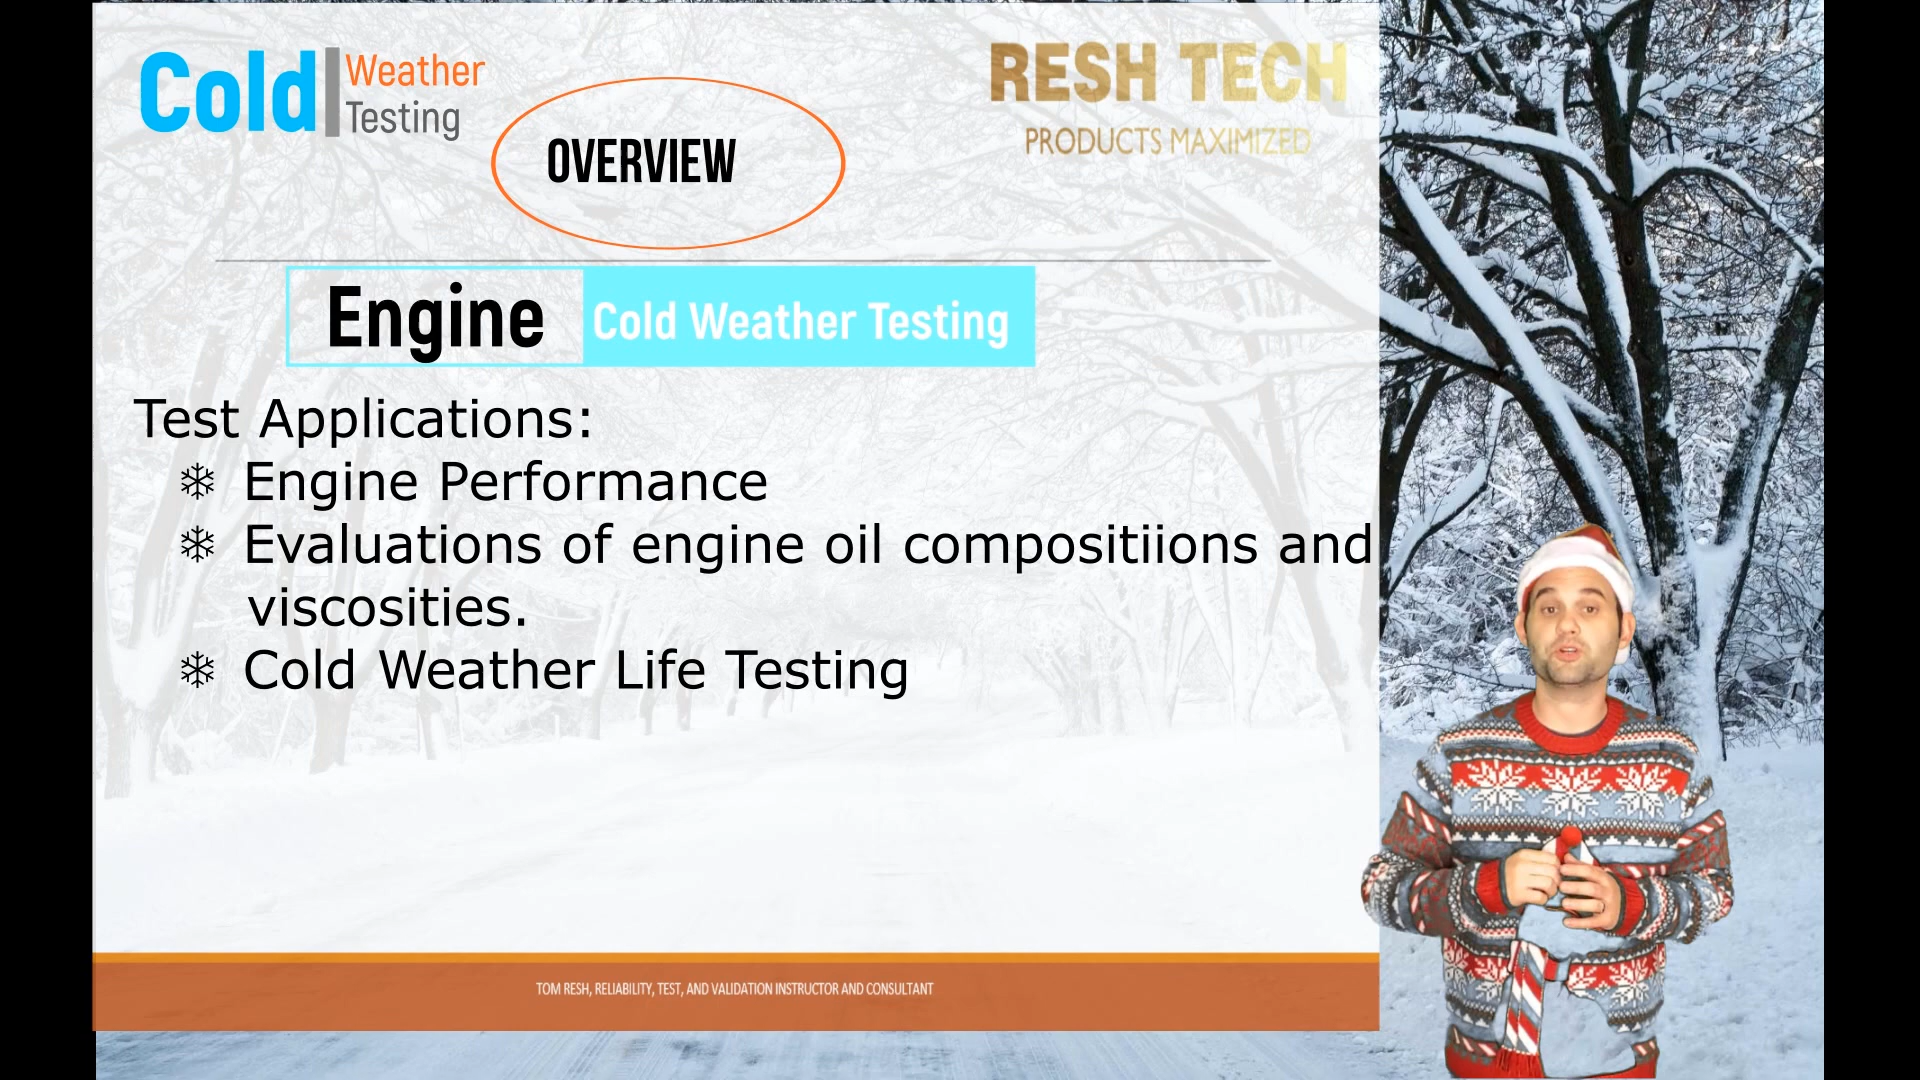 Cold Weather
Testing
RESH TECH
PRODUCTS MAXIMIZED
OVERVIEW
Engine Cold Weather Testing
Test Applications:
❄ Engine Performance
❄ Evaluations of engine oil compositiions and
viscosities.
❄ Cold Weather Life Testing
TOM RESH, RELIABILITY, TEST, AND VALIDATION INSTRUCTOR AND CONSULTANT